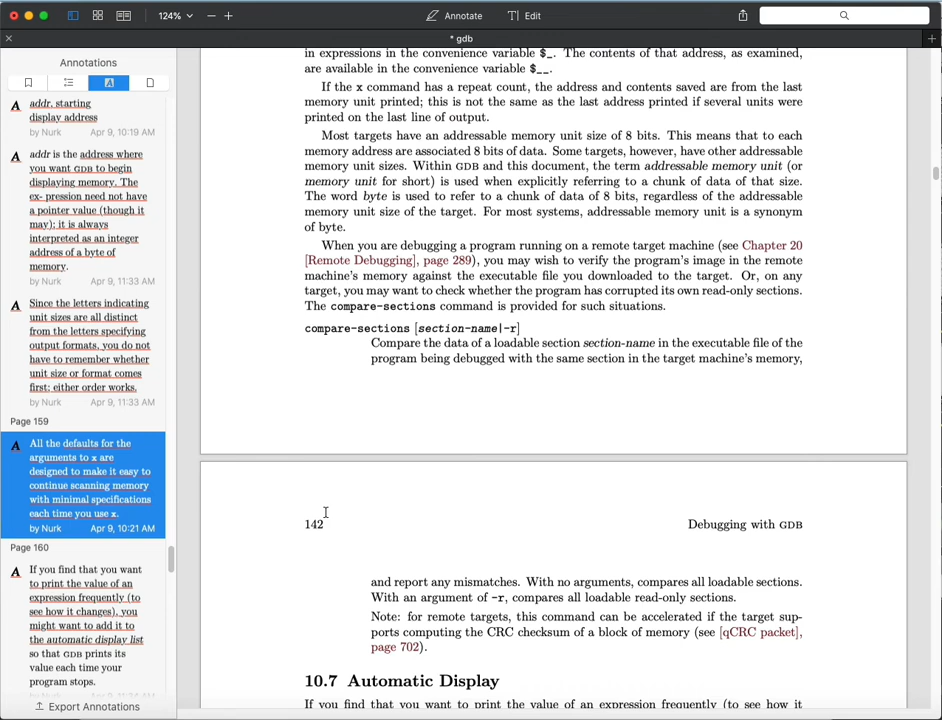 124%
Annotate
Edit
* gdb
Annotations
addr, starting
display address
by Nurk Apr 9, 10:19 AM
addr is the address where
you want GDB to begin
displaying memory. The
ex- pression need not have
a pointer value (though it
may); it is always
interpreted as an integer
address of a byte of
memory.
by Nurk Apr 9, 11:33 AM
Since the letters indicating
unit sizes are all distinct
from the letters specifying
output formats, you do not
have to remember whether
unit size or format comes
first; either order works.
by Nurk Apr 9, 11:33 AM
Page 159
All the defaults for the
arguments to x are
designed to make it easy to
continue scanning memory
with minimal specifications
each time you use x.
by Nurk Apr 9, 10:21 AM
Page 160
If you find that you want
to print the value of an
expression frequently (to
see how it changes), you
might want to add it to
the automatic display list
so that GDB prints its
value each time your
program stops.
by Nurk Apr 9, 11:34 AM
Export Annotations
in expressions in the convenience variable $_. The contents of that address, as examined,
are available in the convenience variable $__.
If the x command has a repeat count, the address and contents saved are from the last
memory unit printed; this is not the same as the last address printed if several units were
printed on the last line of output.
Most targets have an addressable memory unit size of 8 bits. This means that to each
memory address are associated 8 bits of data. Some targets, however, have other addressable
memory unit sizes. Within GDB and this document, the term addressable memory unit (or
memory unit for short) is used when explicitly referring to a chunk of data of that size.
The word byte is used to refer to a chunk of data of 8 bits, regardless of the addressable
memory unit size of the target. For most systems, addressable memory unit is a synonym
of byte.
When you are debugging a program running on a remote target machine (see Chapter 20
[Remote Debugging], page 289), you may wish to verify the program's image in the remote
machine's memory against the executable file you downloaded to the target. Or, on any
target, you may want to check whether the program has corrupted its own read-only sections.
The compare-sections command is provided for such situations.
compare-sections [section-name|-r]
Compare the data of a loadable section section-name in the executable file of the
program being debugged with the same section in the target machine's memory,
142 Debugging with GDB
and report any mismatches. With no arguments, compares all loadable sections.
With an argument of -r, compares all loadable read-only sections.
Note: for remote targets, this command can be accelerated if the target sup-
ports computing the CRC checksum of a block of memory (see [qCRC packet],
page 702).
10.7 Automatic Display
If you find that you want to print the value of an expression frequently (to see how it